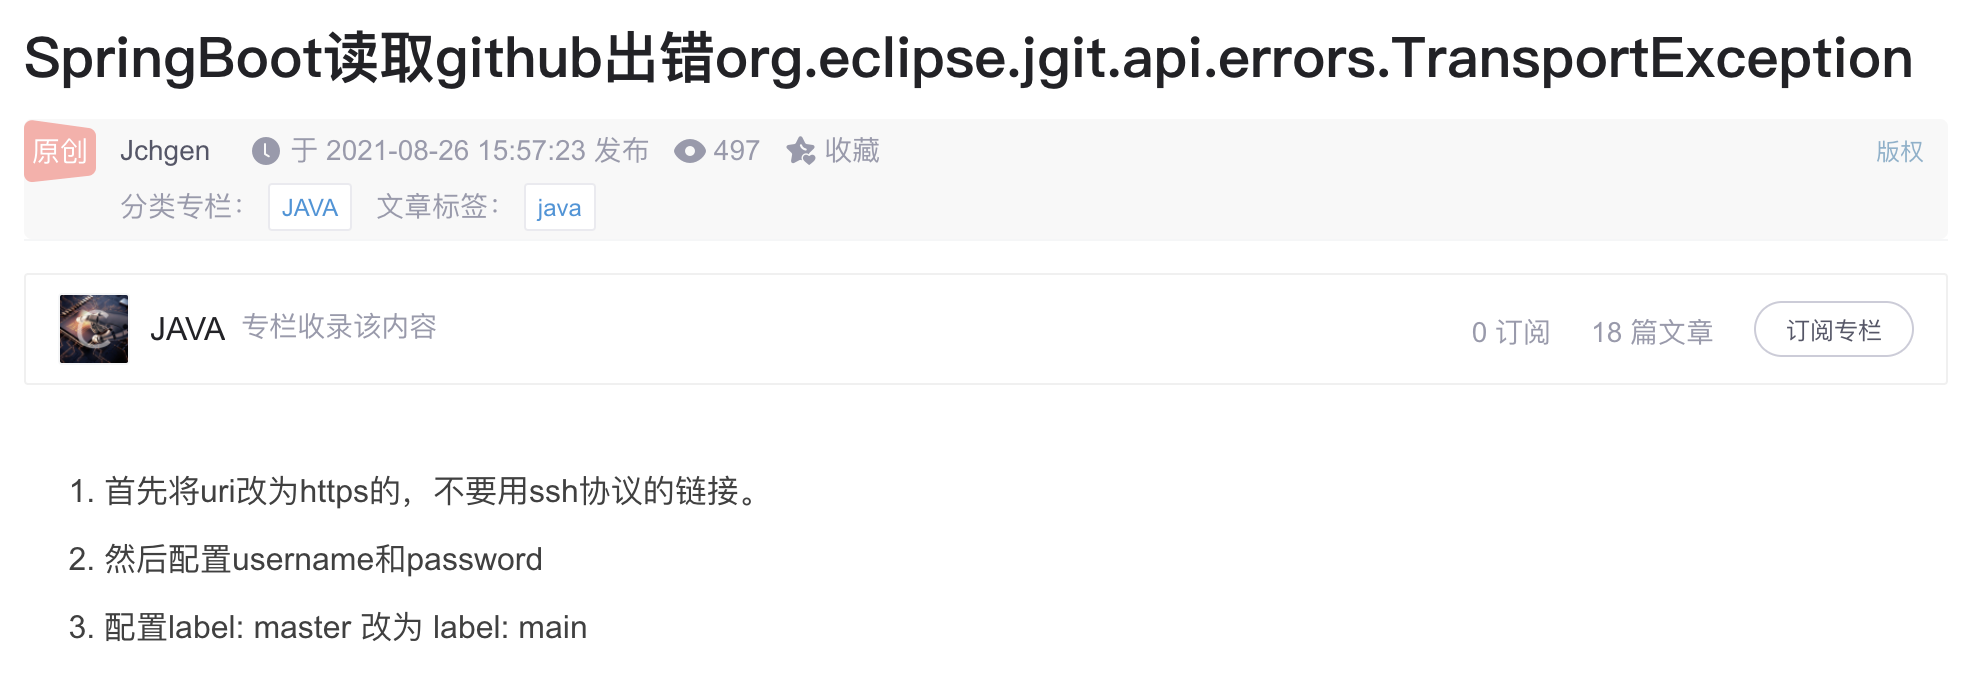 SpringBoot读取github出错org.eclipse.jgit.api.errors.TransportException
原创 Jchgen 于 2021-08-26 15:57:23 发布 497 收藏 版权
分类专栏： JAVA 文章标签： java
JAVA 专栏收录该内容 0 订阅 18 篇文章 订阅专栏
1. 首先将uri改为https的，不要用ssh协议的链接。
2. 然后配置username和password
3. 配置label: master 改为 label: main